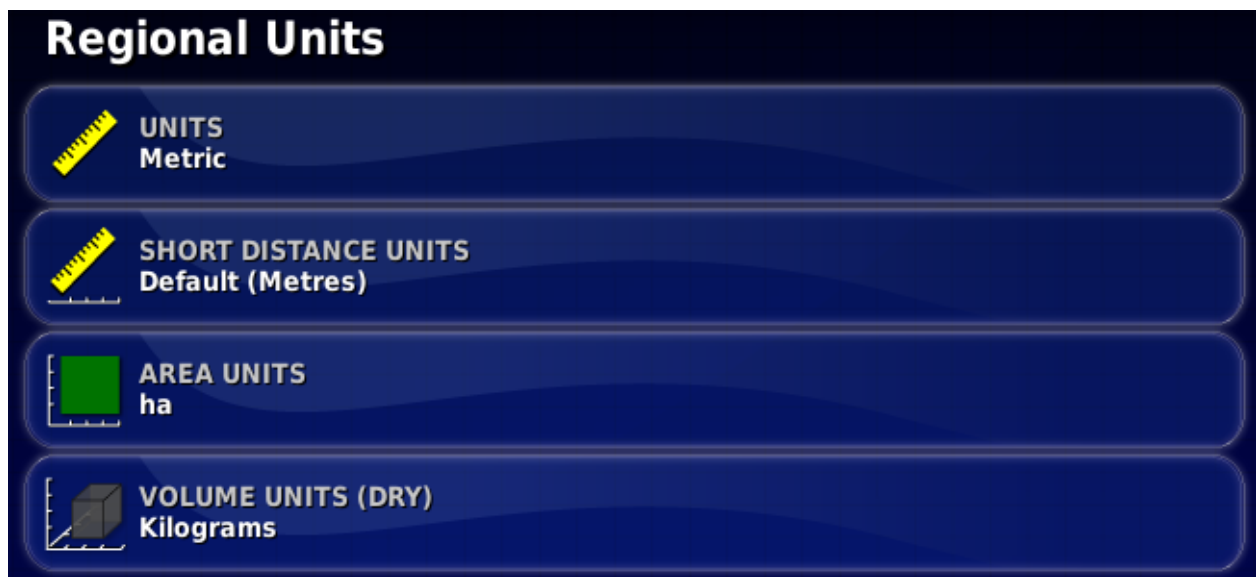 Regional Units
UNITS
Metric
SHORT DISTANCE UNITS
Default (Metres)
AREA UNITS
ha
VOLUME UNITS (DRY)
Kilograms